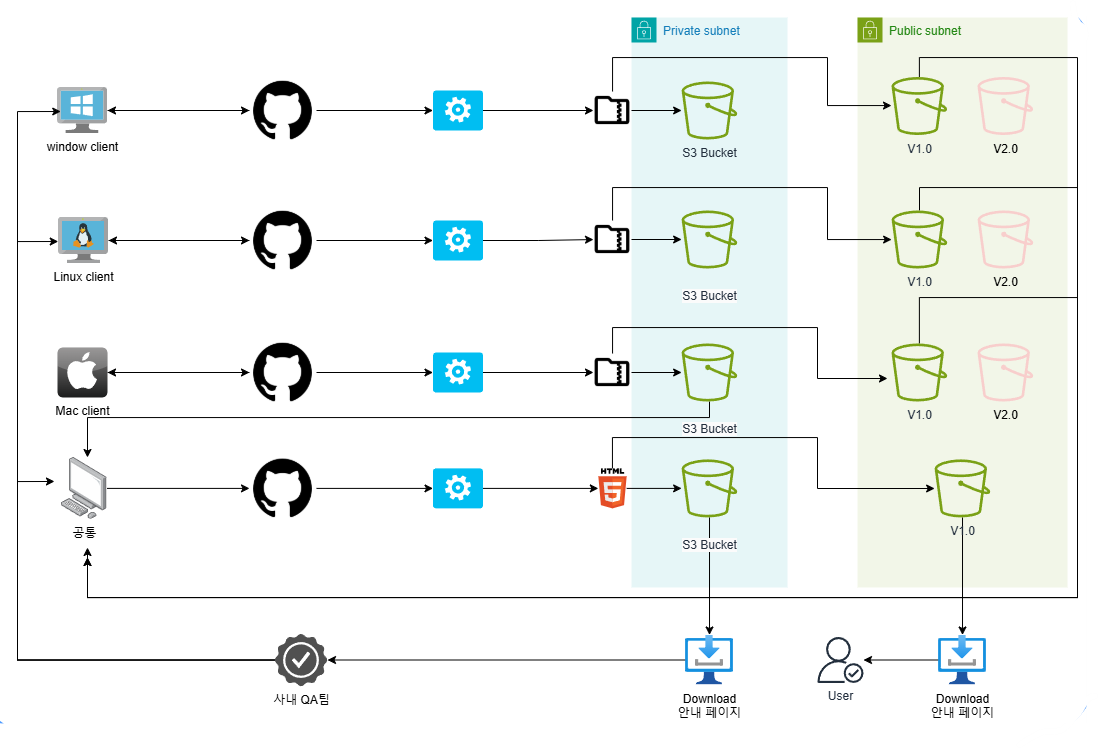 Private subnet
Public subnet
window client
S3 Bucket
V1.0
V2.0
Linux client
S3 Bucket
V1.0
V2.0
Mac client
S3 Bucket
V1.0
V2.0
HTML
5
공통
S3 Bucket
V1.0
사내 QA팀
Download
안내 페이지
User
Download
안내 페이지